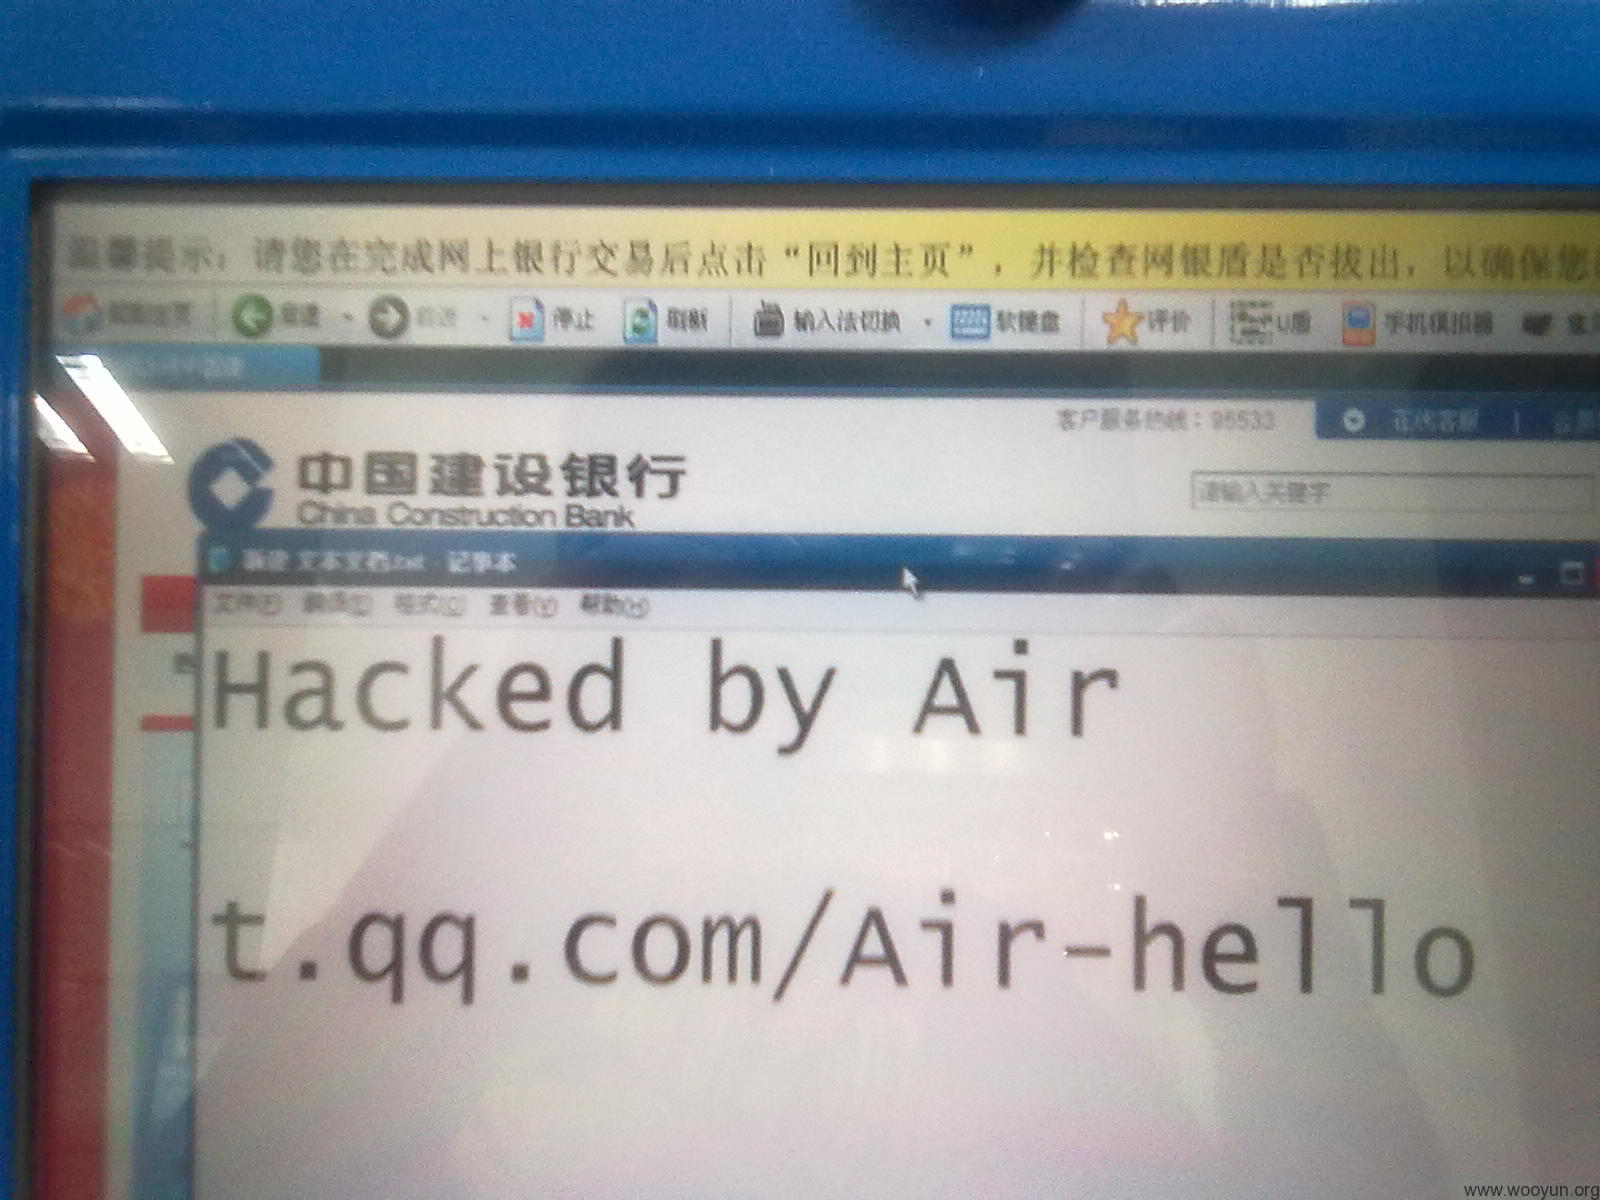 温馨提示：请您在完成网上银行交易后点击“回到主页”，并检查网银盾是否拔出，以确保您
后退 前进 停止 刷新 输入法切换 软键盘 评价 U盾 手机模拟器
客户服务热线：95533 在线客服
中国建设银行
China Construction Bank
请输入关键字
新建 文本文档.txt - 记事本
文件(F) 编辑(E) 格式(O) 查看(V) 帮助(H)
Hacked by Air
t.qq.com/Air-hello
www.wooyun.org